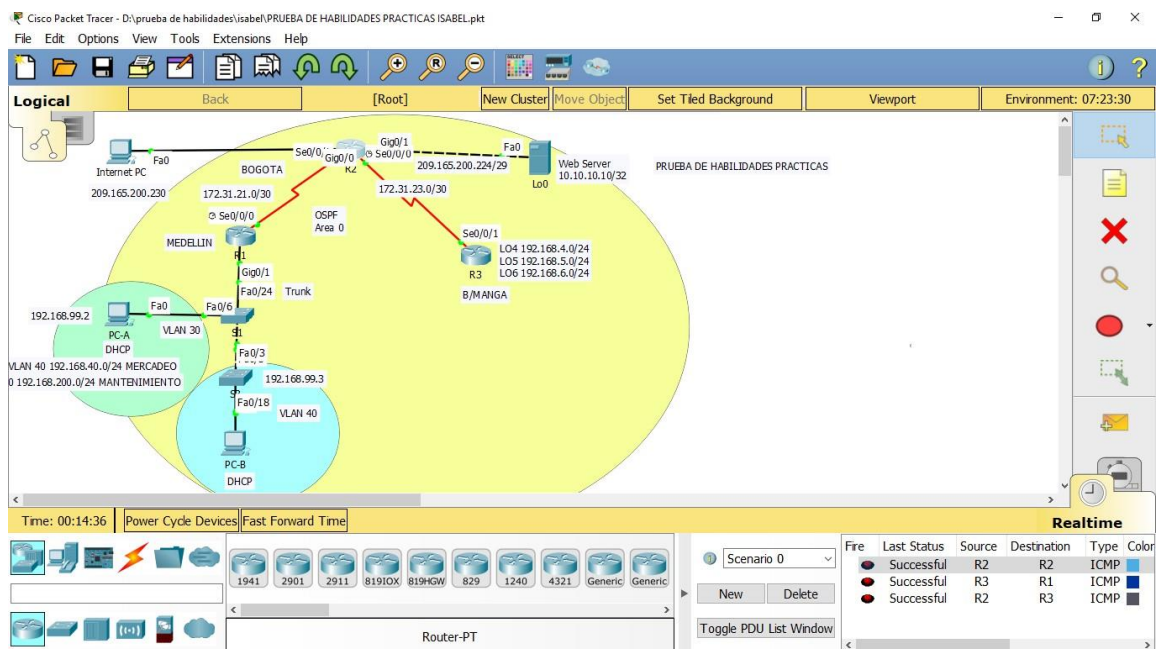 Cisco Packet Tracer - D:\prueba de habilidades\isabel\PRUEBA DE HABILIDADES PRACTICAS ISABEL.pkt
File Edit Options View Tools Extensions Help
Logical
Back
[Root]
New Cluster
Move Object
Set Tiled Background
Viewport
Environment: 07:23:30
Fa0
Internet PC
209.165.200.230
Se0/0/
Gig0/0
Gig0/1
Se0/0/0
R2
BOGOTA
209.165.200.224/29
Fa0
Lo0
Web Server
10.10.10.10/32
PRUEBA DE HABILIDADES PRACTICAS
172.31.21.0/30
172.31.23.0/30
Se0/0/0
OSPF
Area 0
MEDELLIN
R1
Se0/0/1
R3
LO4 192.168.4.0/24
LO5 192.168.5.0/24
LO6 192.168.6.0/24
B/MANGA
Gig0/1
Fa0/24
Trunk
192.168.99.2
Fa0
Fa0/6
PC-A
VLAN 30
S1
DHCP
VLAN 40 192.168.40.0/24 MERCADEO
0 192.168.200.0/24 MANTENIMIENTO
Fa0/3
192.168.99.3
Fa0/18
VLAN 40
PC-B
DHCP
Time: 00:14:36
Power Cycle Devices
Fast Forward Time
Realtime
1941
2901
2911
819IOX
819HGW
829
1240
4321
Generic
Generic
Router-PT
Scenario 0
New
Delete
Toggle PDU List Window
Fire Last Status Source Destination Type Color
Successful R2 R2 ICMP
Successful R3 R1 ICMP
Successful R2 R3 ICMP